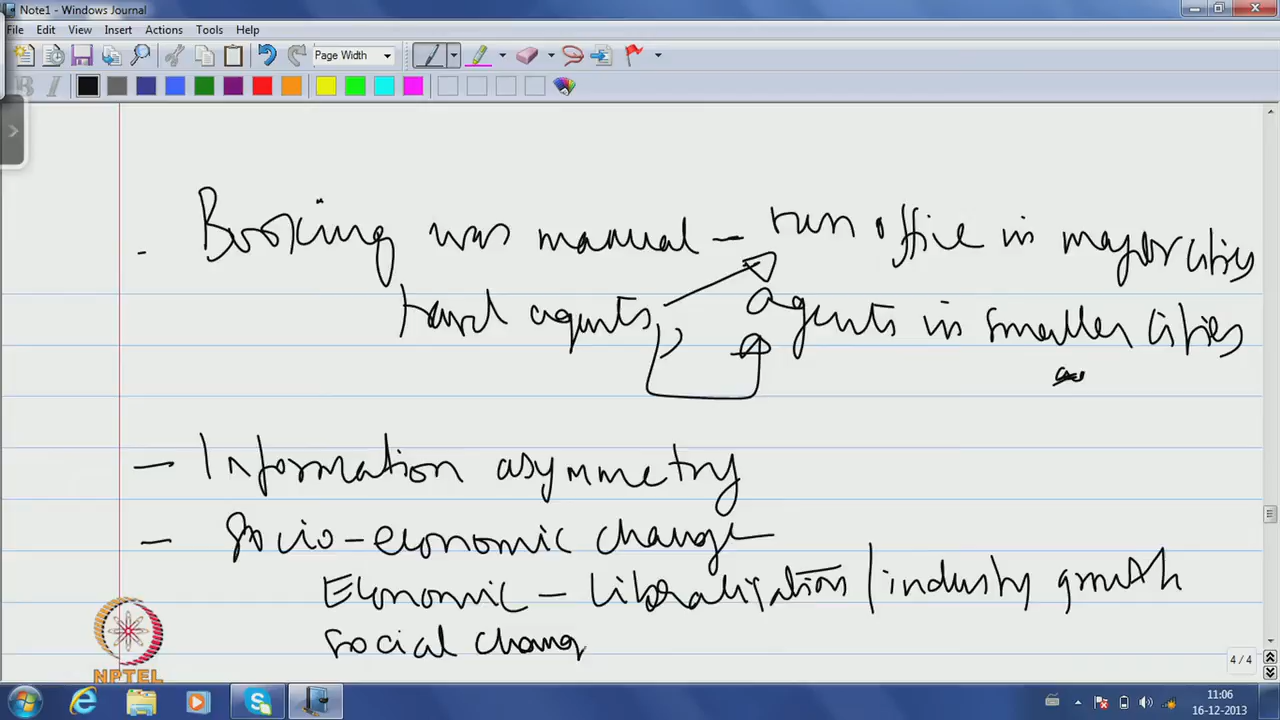 Note1 - Windows Journal
File Edit View Insert Actions Tools Help
Page Width
B I
Booking was manual - run office in major cities
travel agents agents in smaller cities
- Information asymmetry
- Socio-economic change
Economic - Liberalization / industry growth
Social chang
NPTEL
4 / 4
11:06
16-12-2013